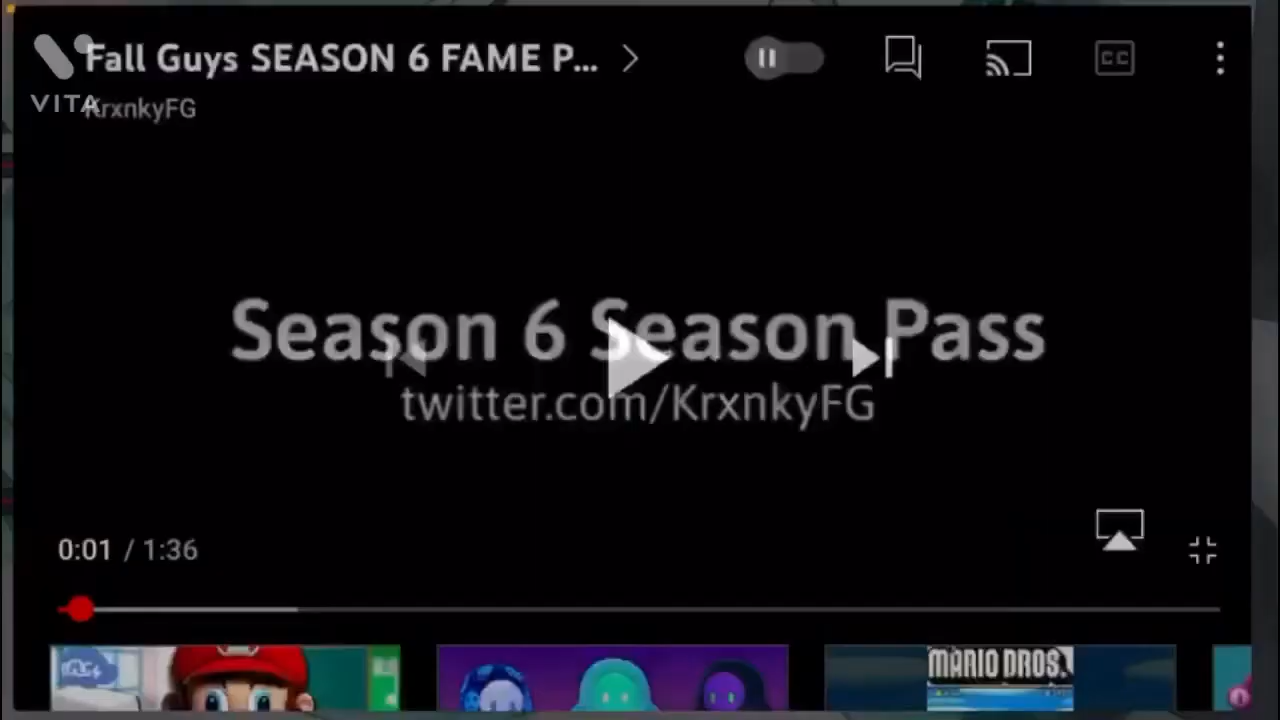 Fall Guys SEASON 6 FAME P...
VITA
KrxnkyFG
CC
Season 6 Season Pass
twitter.com/KrxnkyFG
0:01 / 1:36
MARIO BROS.